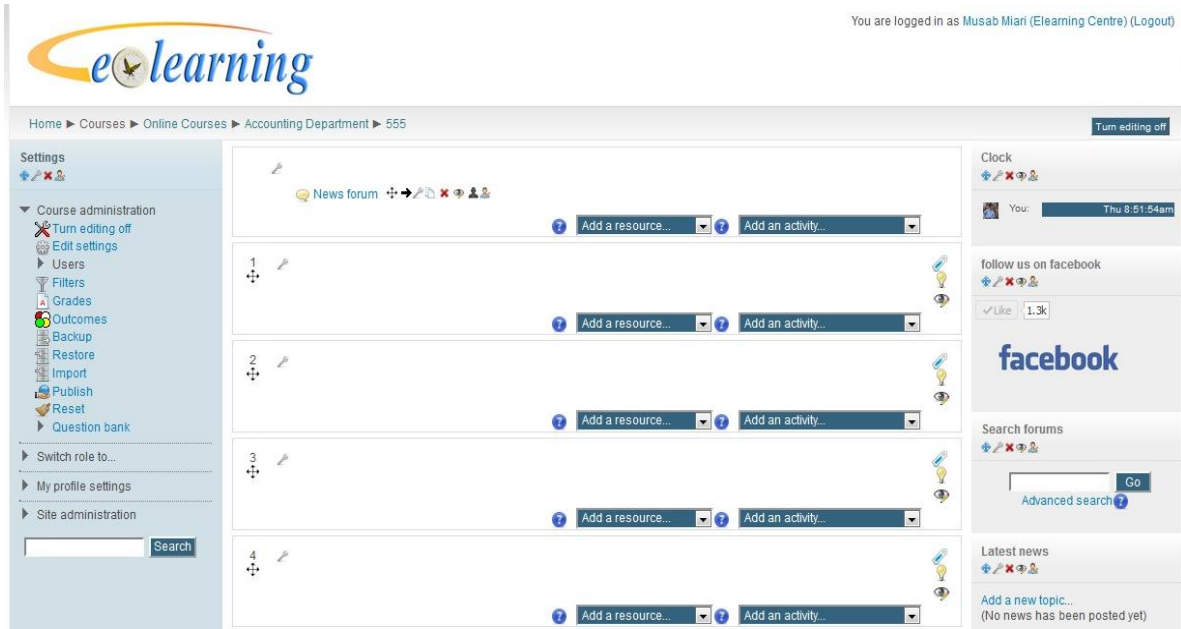 You are logged in as Musab Miari (Elearning Centre) (Logout)
e learning
Home ► Courses ► Online Courses ► Accounting Department ► 555
Turn editing off
Settings
Course administration
Turn editing off
Edit settings
Users
Filters
Grades
Outcomes
Backup
Restore
Import
Publish
Reset
Question bank
Switch role to...
My profile settings
Site administration
Search
News forum
Add a resource... Add an activity...
1
Add a resource... Add an activity...
2
Add a resource... Add an activity...
3
Add a resource... Add an activity...
4
Add a resource... Add an activity...
Clock
You: Thu 8:51:54am
follow us on facebook
Like 1.3k
facebook
Search forums
Go
Advanced search
Latest news
Add a new topic...
(No news has been posted yet)